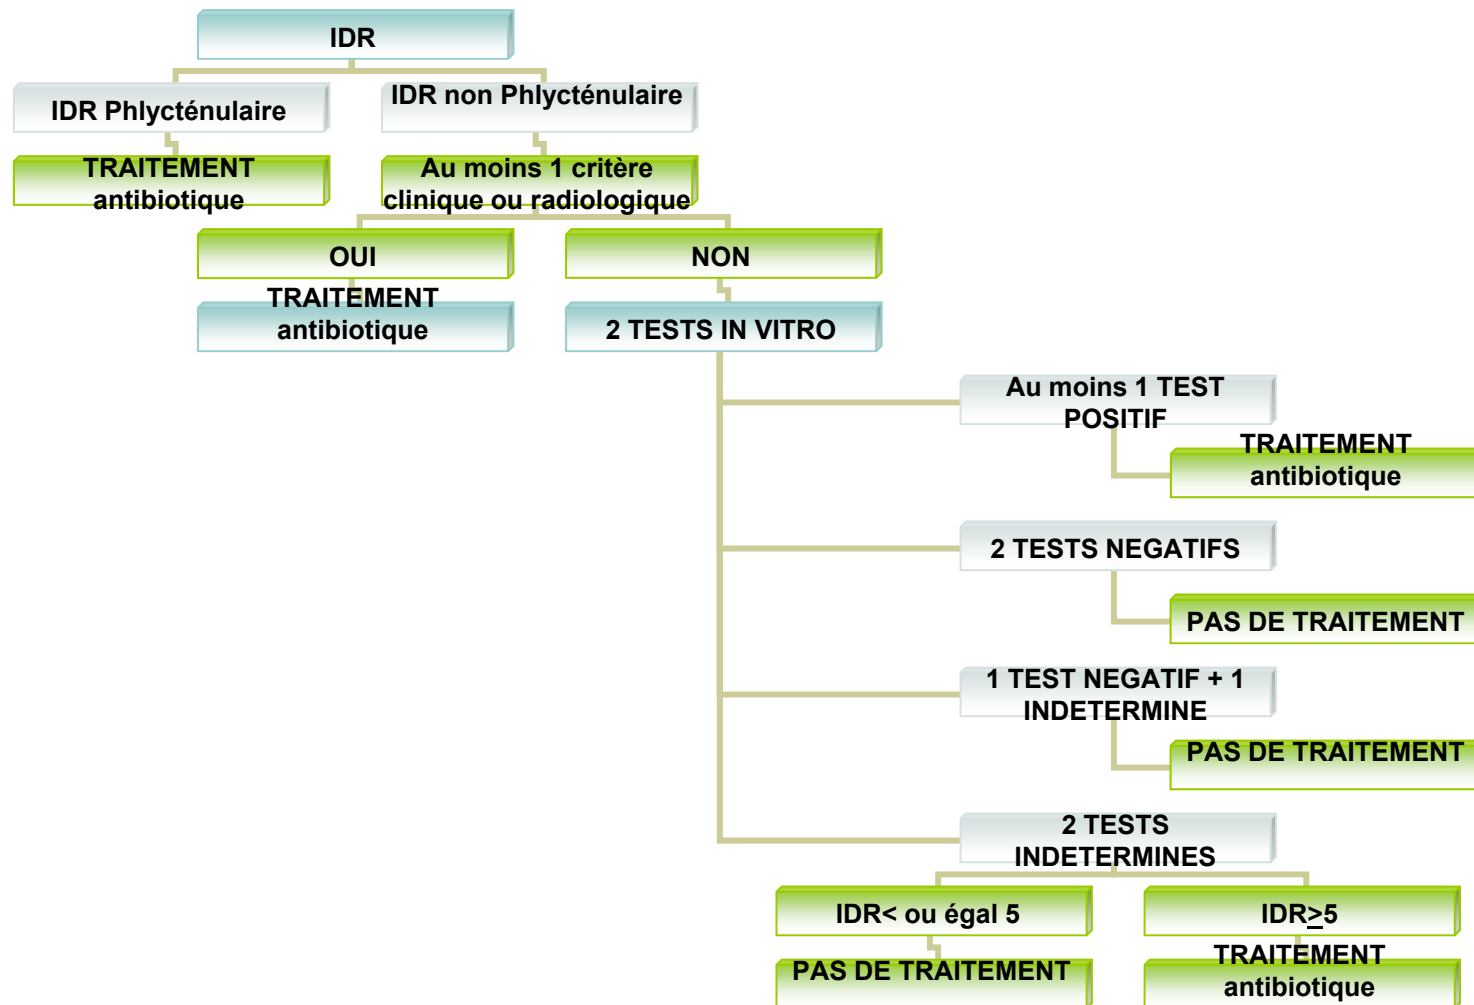 IDR
IDR Phlycténulaire
IDR non Phlycténulaire
TRAITEMENT
antibiotique
Au moins 1 critère
clinique ou radiologique
OUI
NON
TRAITEMENT
antibiotique
2 TESTS IN VITRO
Au moins 1 TEST
POSITIF
TRAITEMENT
antibiotique
2 TESTS NEGATIFS
PAS DE TRAITEMENT
1 TEST NEGATIF + 1
INDETERMINE
PAS DE TRAITEMENT
2 TESTS
INDETERMINES
IDR< ou égal 5
IDR≥5
PAS DE TRAITEMENT
TRAITEMENT
antibiotique